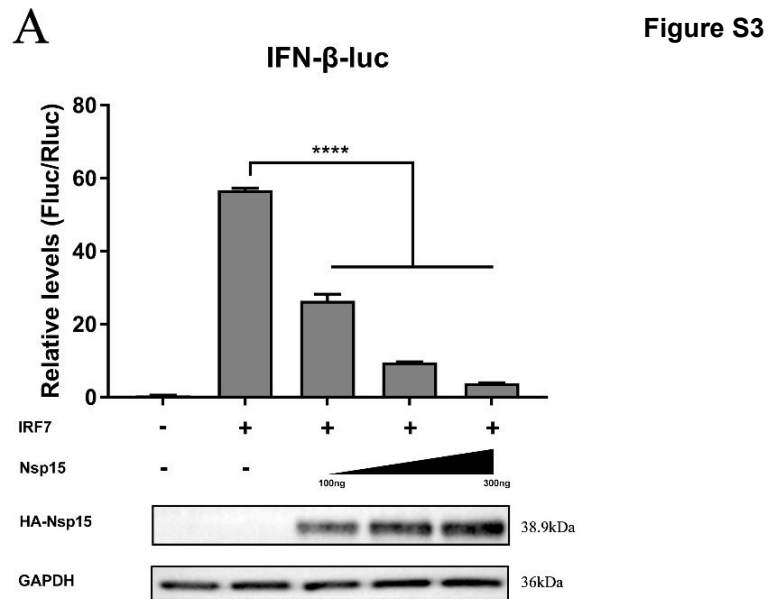 A
Figure S3
IFN-β-luc
Relative levels (Fluc/Rluc)
80
60
40
20
0
****
IRF7 - + + + +
Nsp15 - -
100ng 300ng
HA-Nsp15 38.9kDa
GAPDH 36kDa